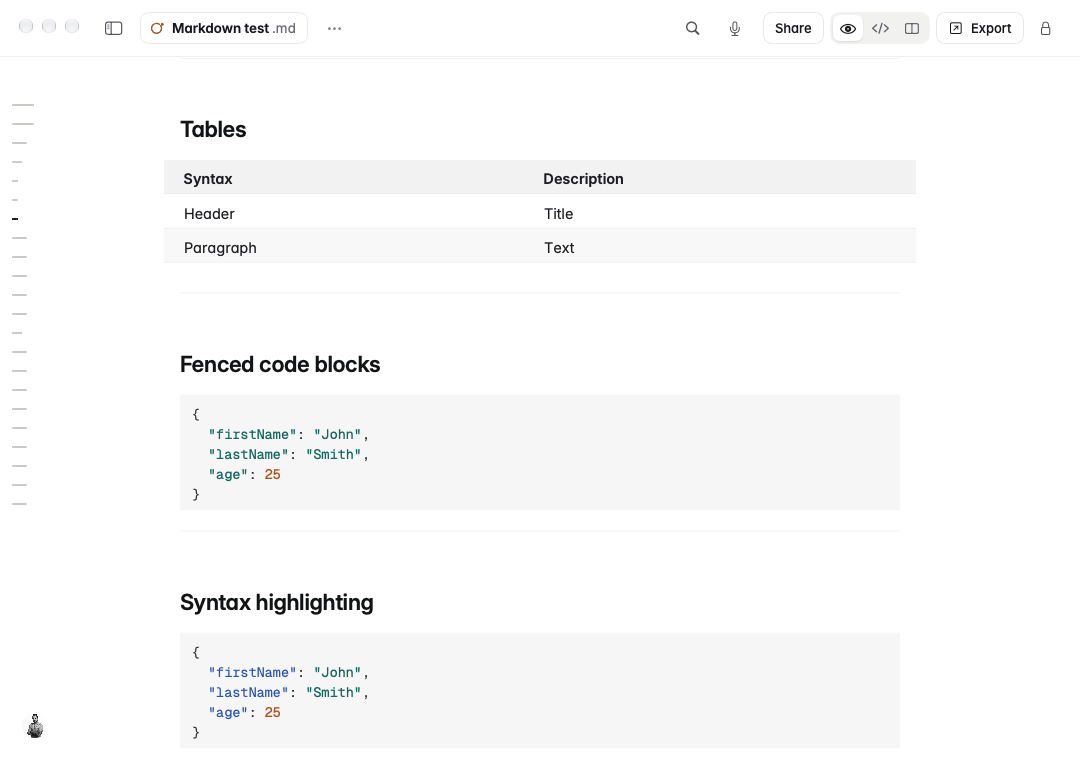 Markdown test .md
Share
Export
Tables
Syntax Description
Header Title
Paragraph Text
Fenced code blocks
{
  "firstName": "John",
  "lastName": "Smith",
  "age": 25
}
Syntax highlighting
{
  "firstName": "John",
  "lastName": "Smith",
  "age": 25
}